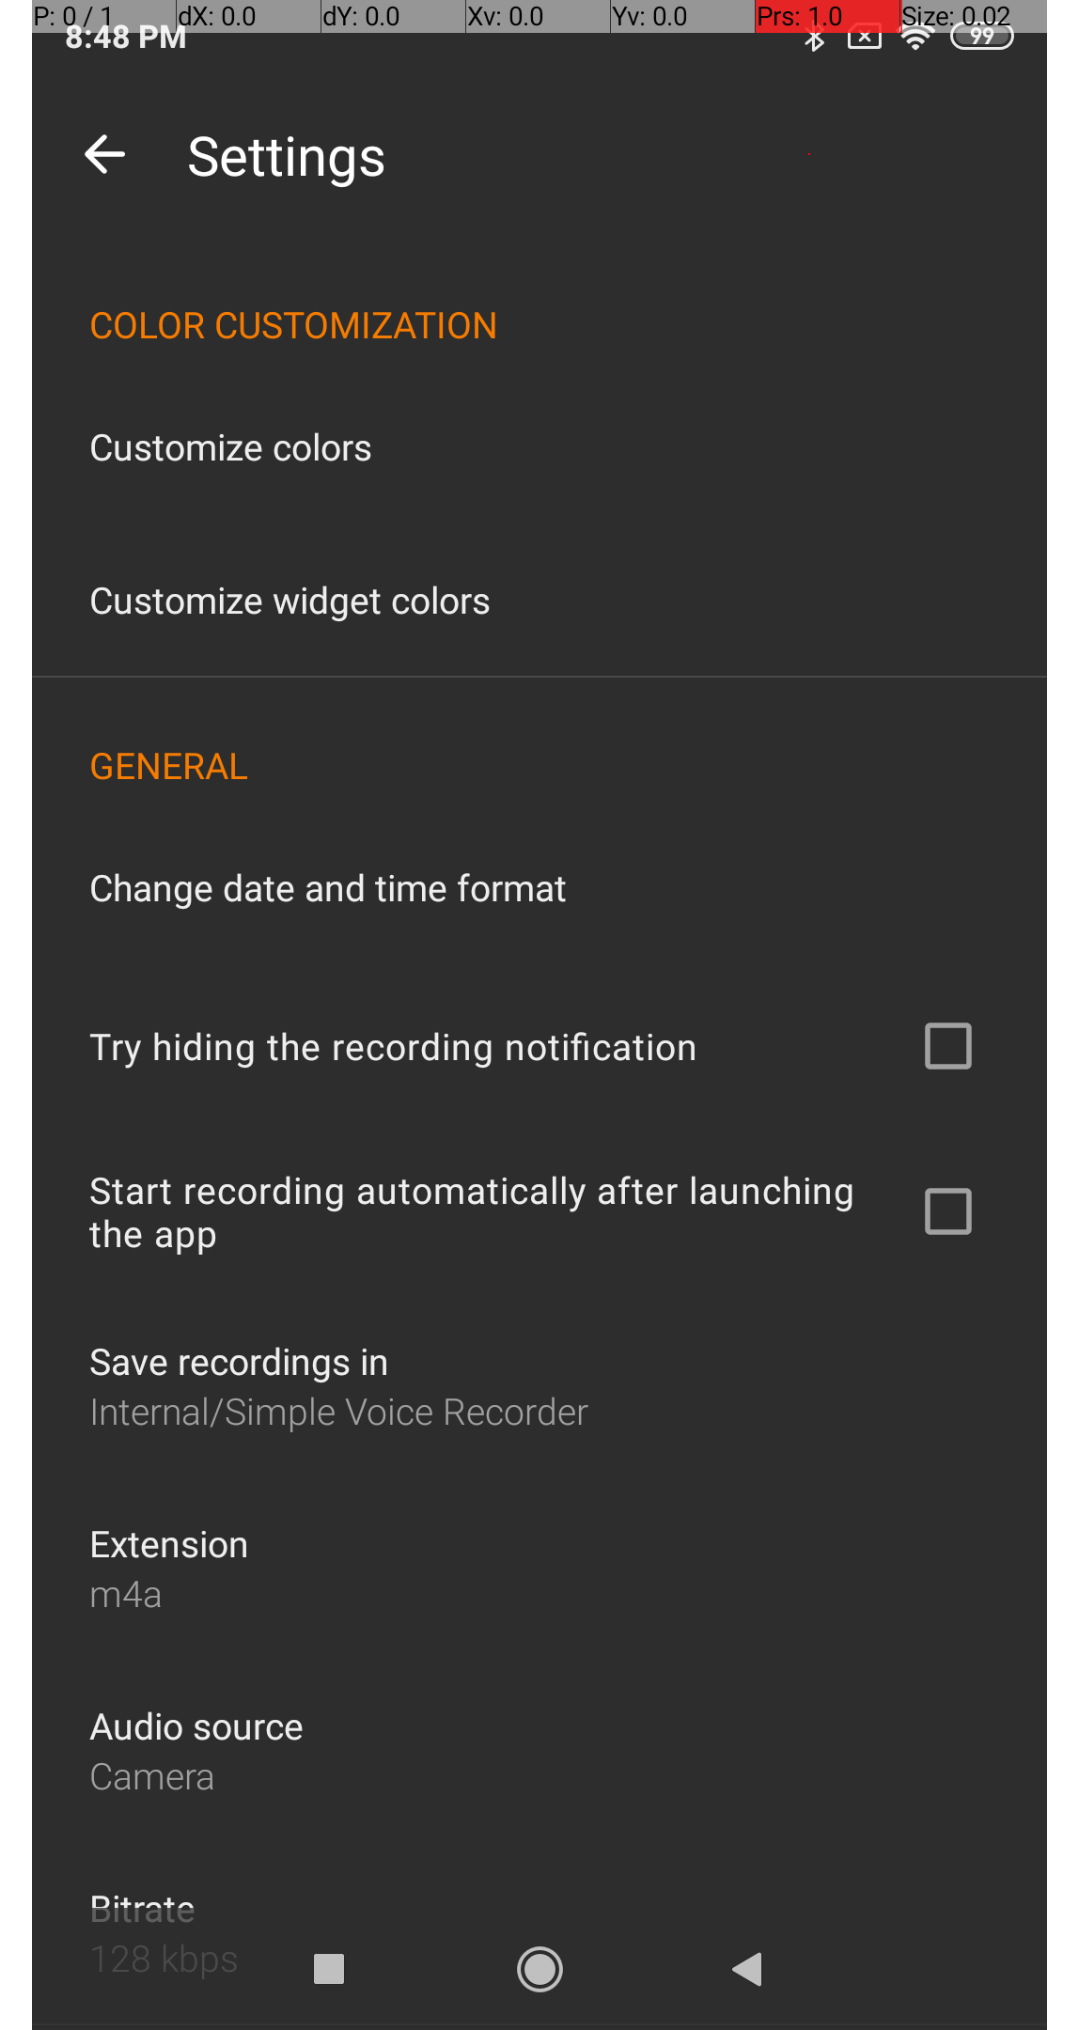 P: 0 / 1 dX: 0.0 dY: 0.0 Xv: 0.0 Yv: 0.0 Prs: 1.0 Size: 0.02
8:48 PM 99
Settings
COLOR CUSTOMIZATION
Customize colors
Customize widget colors
GENERAL
Change date and time format
Try hiding the recording notification
Start recording automatically after launching
the app
Save recordings in
Internal/Simple Voice Recorder
Extension
m4a
Audio source
Camera
Bitrate
128 kbps